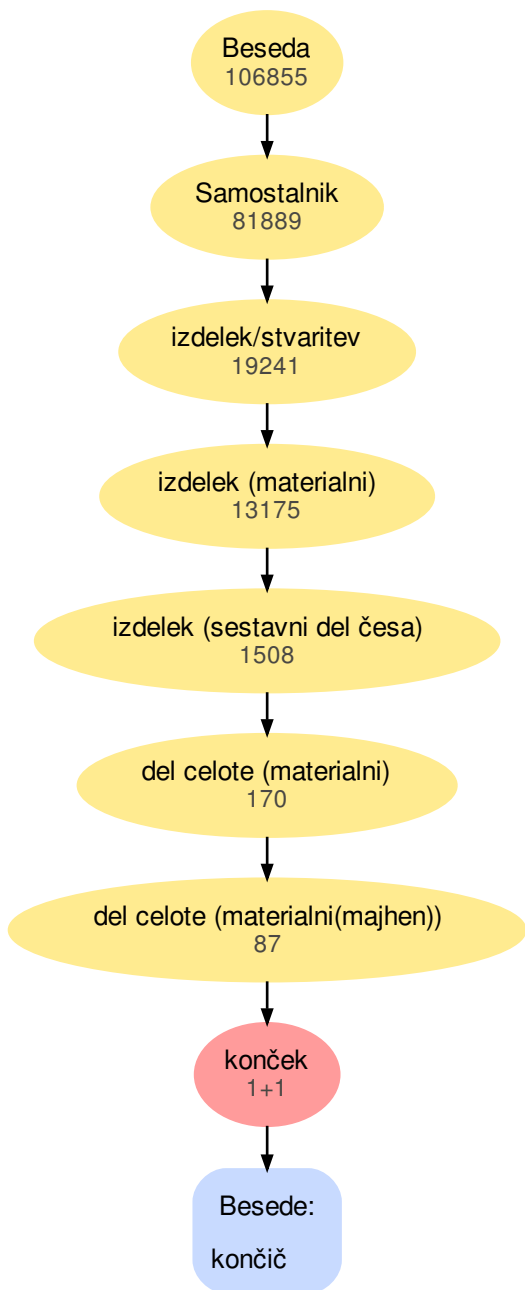 Beseda
106855
Samostalnik
81889
izdelek/stvaritev
19241
izdelek (materialni)
13175
izdelek (sestavni del česa)
1508
del celote (materialni)
170
del celote (materialni(majhen))
87
konček
1+1
Besede:
končič